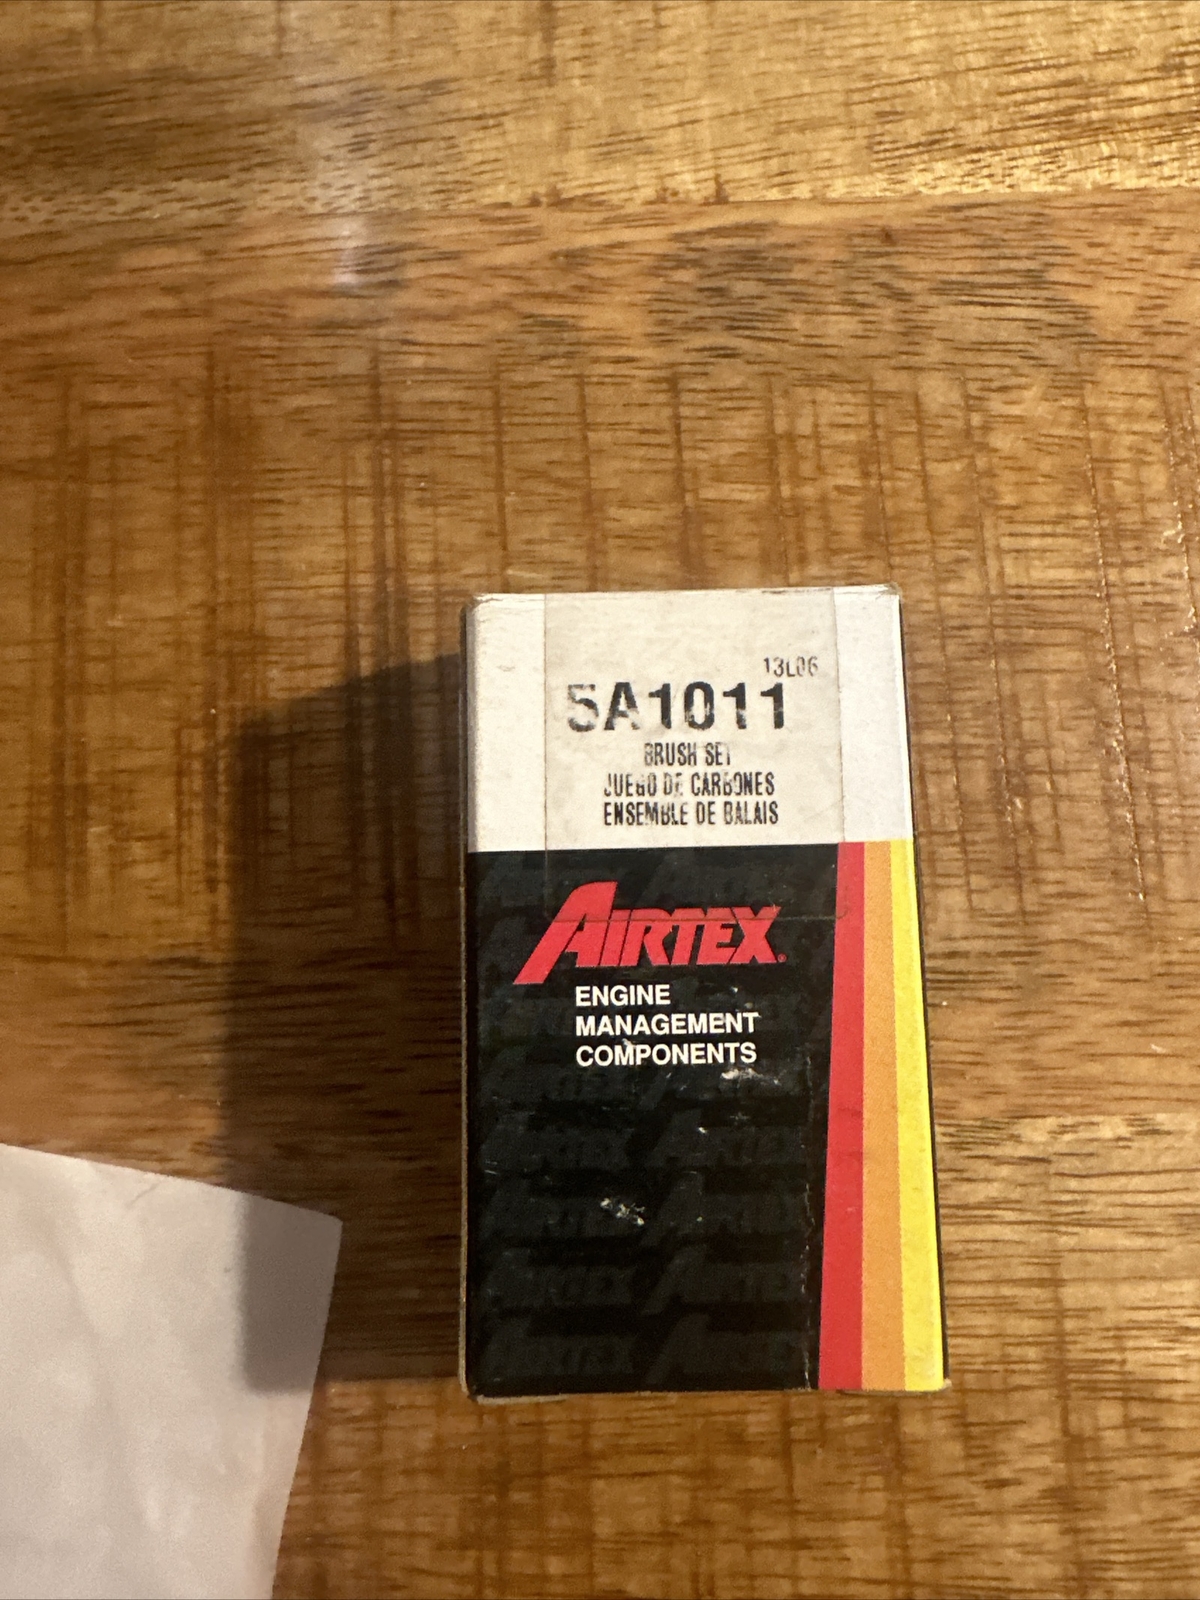 13L06
5A1011
BRUSH SET
JUEGO DE CARBONES
ENSEMBLE DE BALAIS
AIRTEX®
ENGINE
MANAGEMENT
COMPONENTS